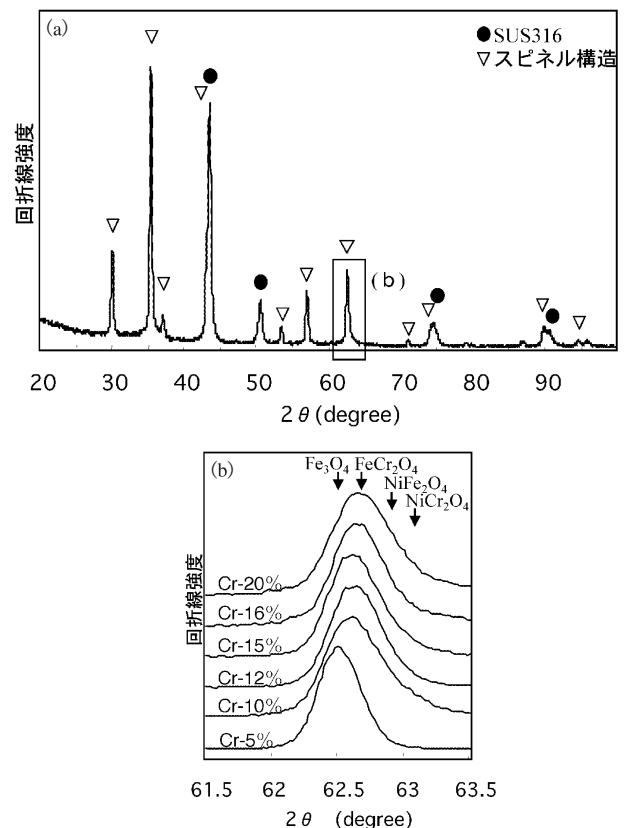 (a)
●SUS316
▽スピネル構造
回折線強度
(b)
20 30 40 50 60 70 80 90
2θ(degree)
(b)
Fe₃O₄ FeCr₂O₄
NiFe₂O₄
NiCr₂O₄
回折線強度
Cr-20%
Cr-16%
Cr-15%
Cr-12%
Cr-10%
Cr-5%
61.5 62 62.5 63 63.5
2θ (degree)